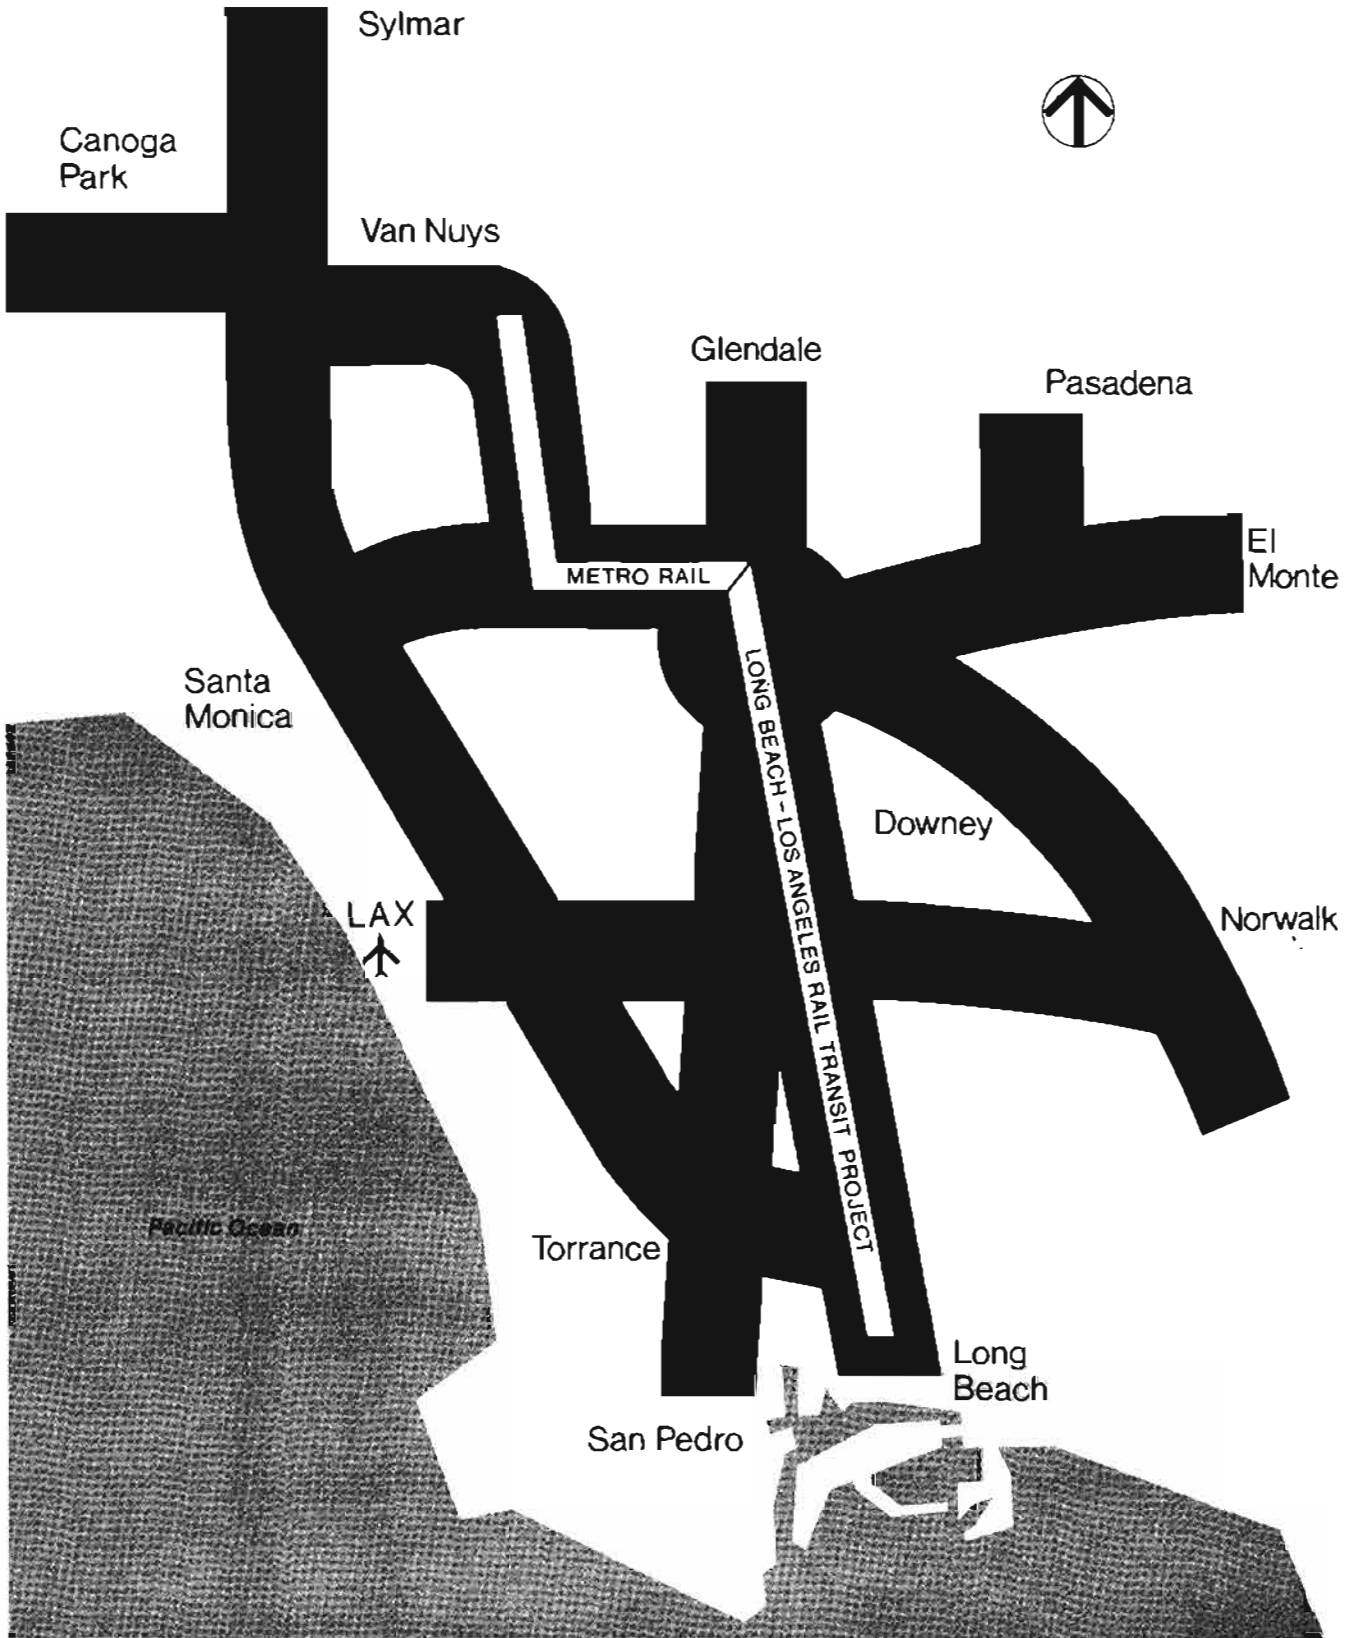 Sylmar
Canoga
Park
Van Nuys
Glendale
Pasadena
El
Monte
METRO RAIL
LONG BEACH - LOS ANGELES RAIL TRANSIT PROJECT
Santa
Monica
Downey
LAX
Norwalk
Pacific Ocean
Torrance
Long
Beach
San Pedro